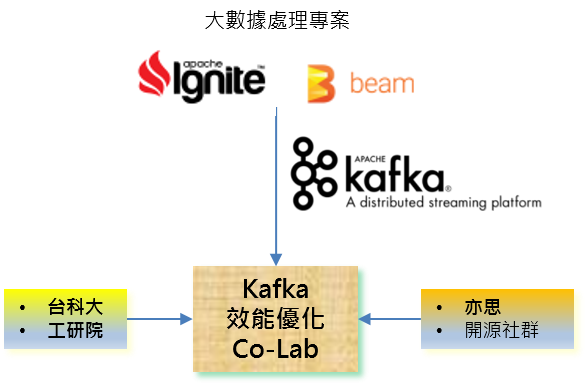 大數據處理專案
apache
Ignite™
beam
APACHE
kafka®
A distributed streaming platform
Kafka
效能優化
Co-Lab
• 台科大
• 工研院
• 亦思
• 開源社群